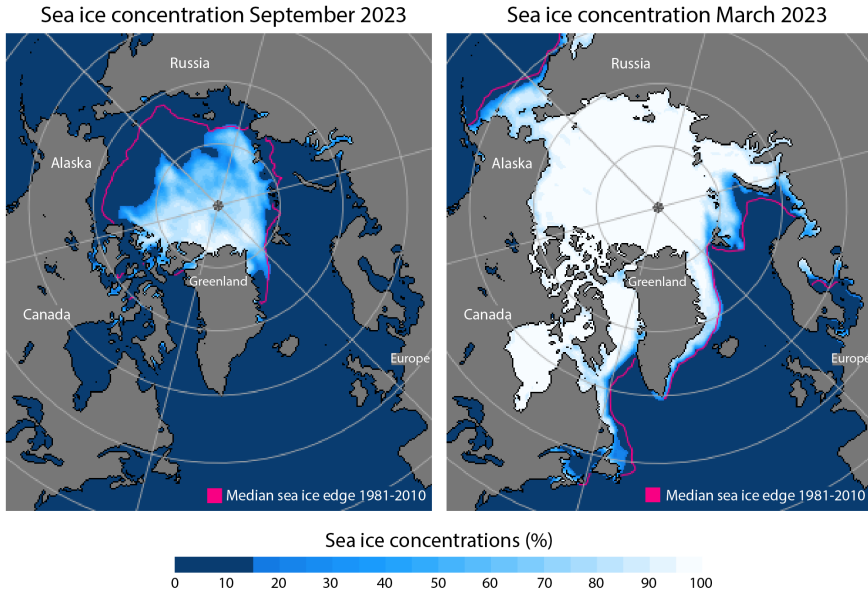 Sea ice concentration September 2023
Sea ice concentration March 2023
Russia
Alaska
Greenland
Canada
Europe
Median sea ice edge 1981-2010
Russia
Alaska
Greenland
Canada
Europe
Median sea ice edge 1981-2010
Sea ice concentrations (%)
0 10 20 30 40 50 60 70 80 90 100